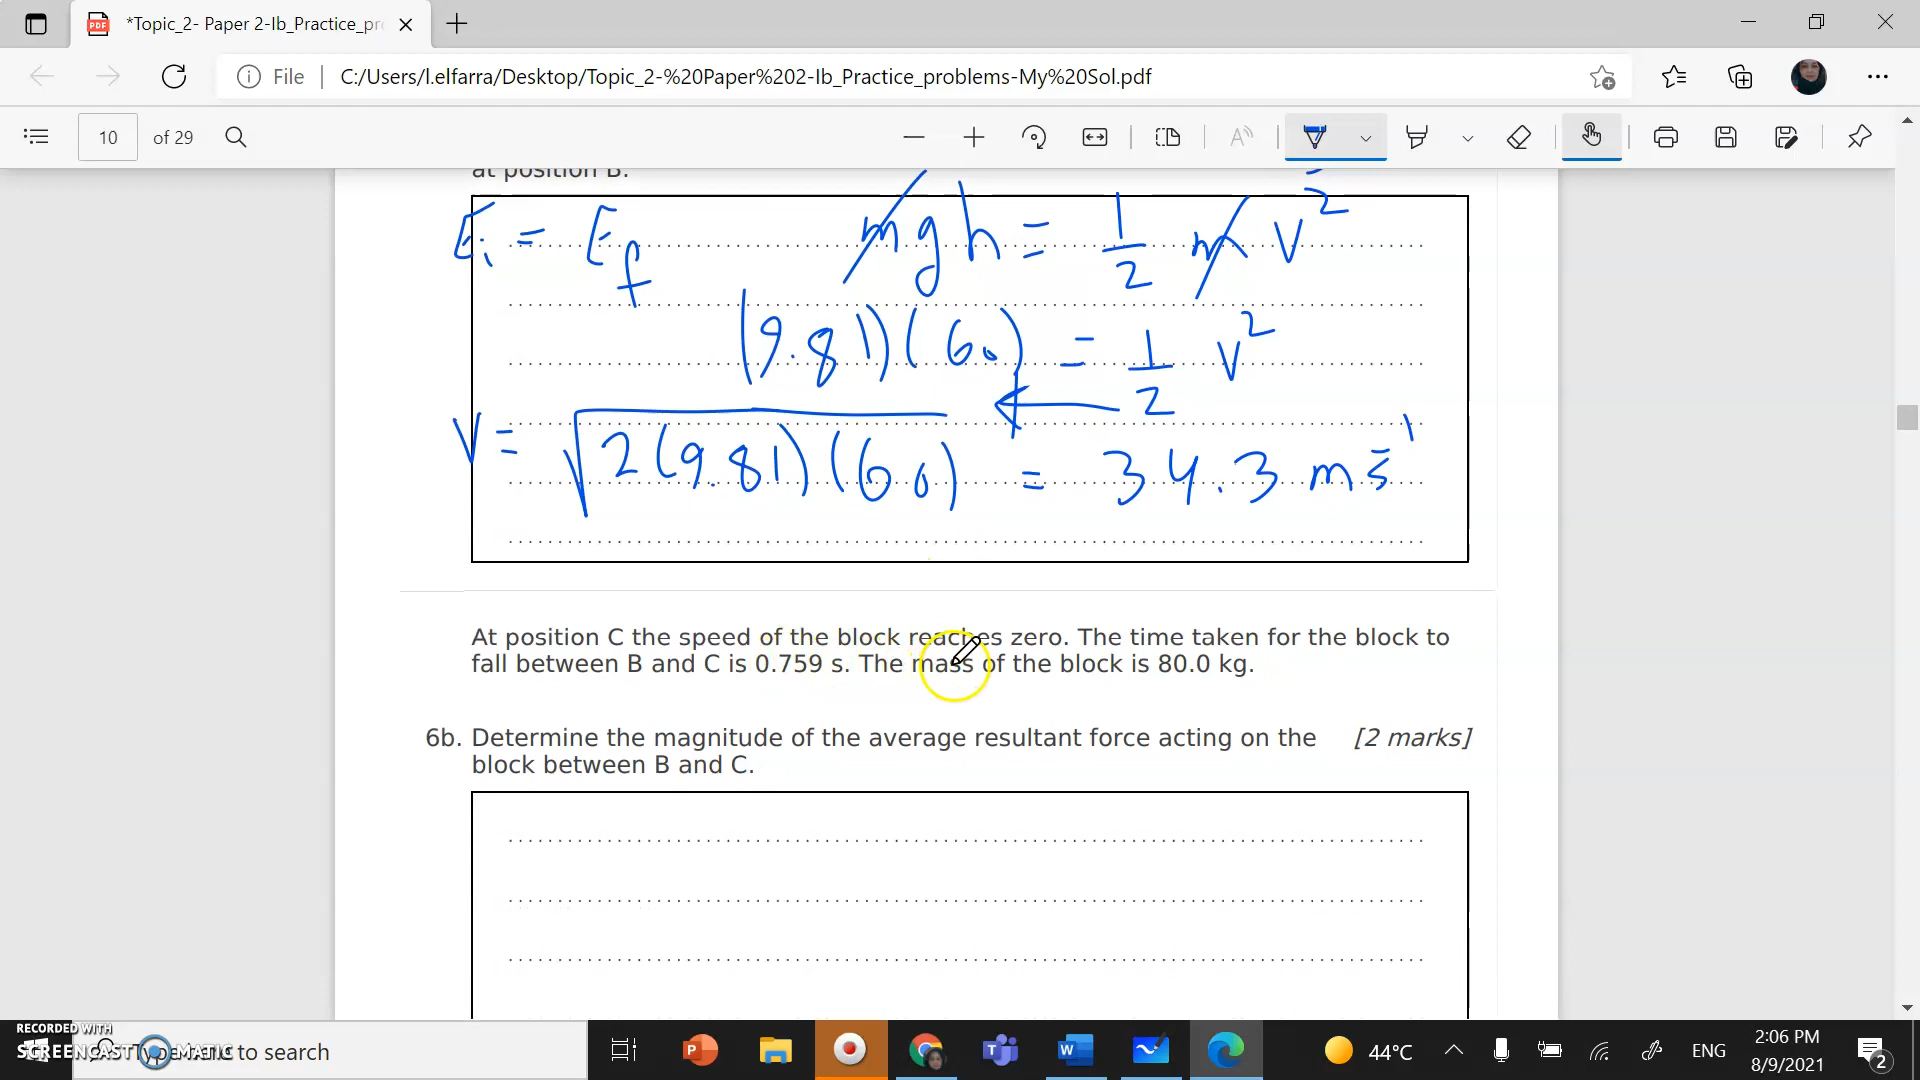 *Topic_2- Paper 2-Ib_Practice_pr
File
C:/Users/l.elfarra/Desktop/Topic_2-%20Paper%202-Ib_Practice_problems-My%20Sol.pdf
10 of 29
at position B.
Ei = Ef mgh = 1/2 m v²
(9.81)(60) = 1/2 v²
V = √2(9.81)(60) = 34.3 ms⁻¹
At position C the speed of the block reaches zero. The time taken for the block to
fall between B and C is 0.759 s. The mass of the block is 80.0 kg.
6b. Determine the magnitude of the average resultant force acting on the [2 marks]
block between B and C.
RECORDED WITH
SCREENCAST MATIC
to search
44°C
ENG
2:06 PM
8/9/2021
2